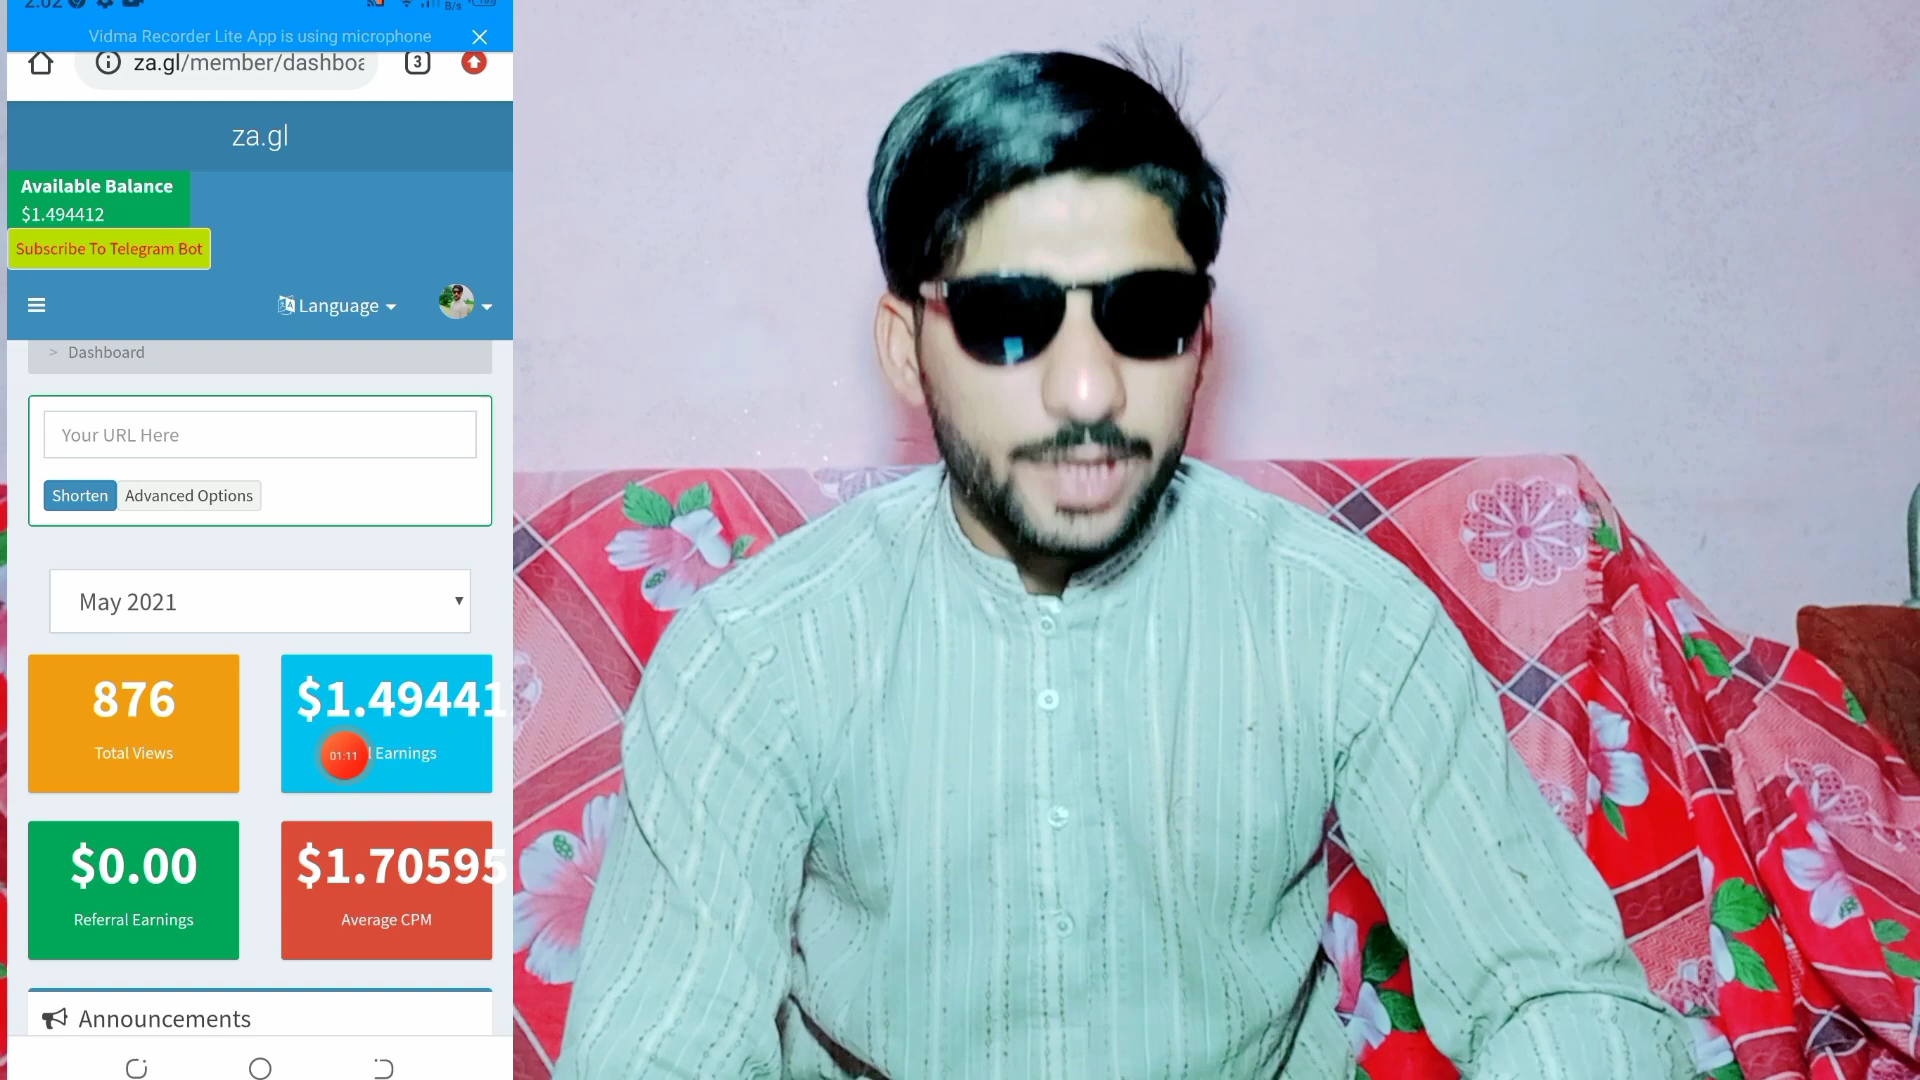 2.02
B/s
Vidma Recorder Lite App is using microphone
za.gl/member/dashboa
3
za.gl
Available Balance
$1.494412
Subscribe To Telegram Bot
Language
> Dashboard
Your URL Here
Shorten
Advanced Options
May 2021
876
Total Views
$1.49441
01:11
l Earnings
$0.00
Referral Earnings
$1.70595
Average CPM
Announcements